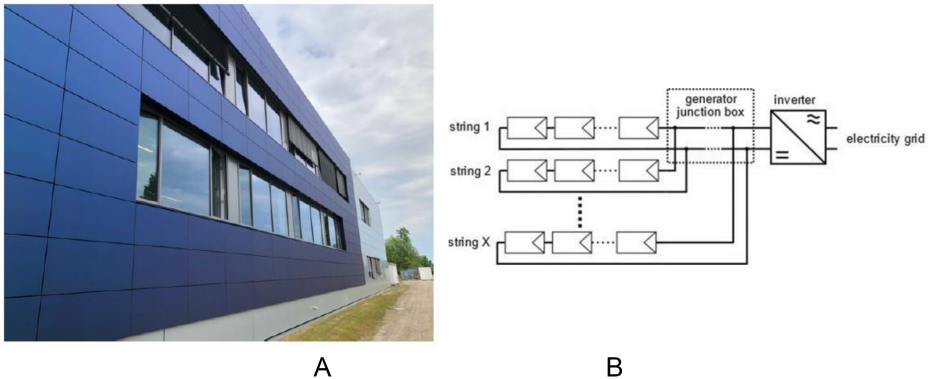 generator
junction box
inverter
string 1
electricity grid
string 2
string X
A
B